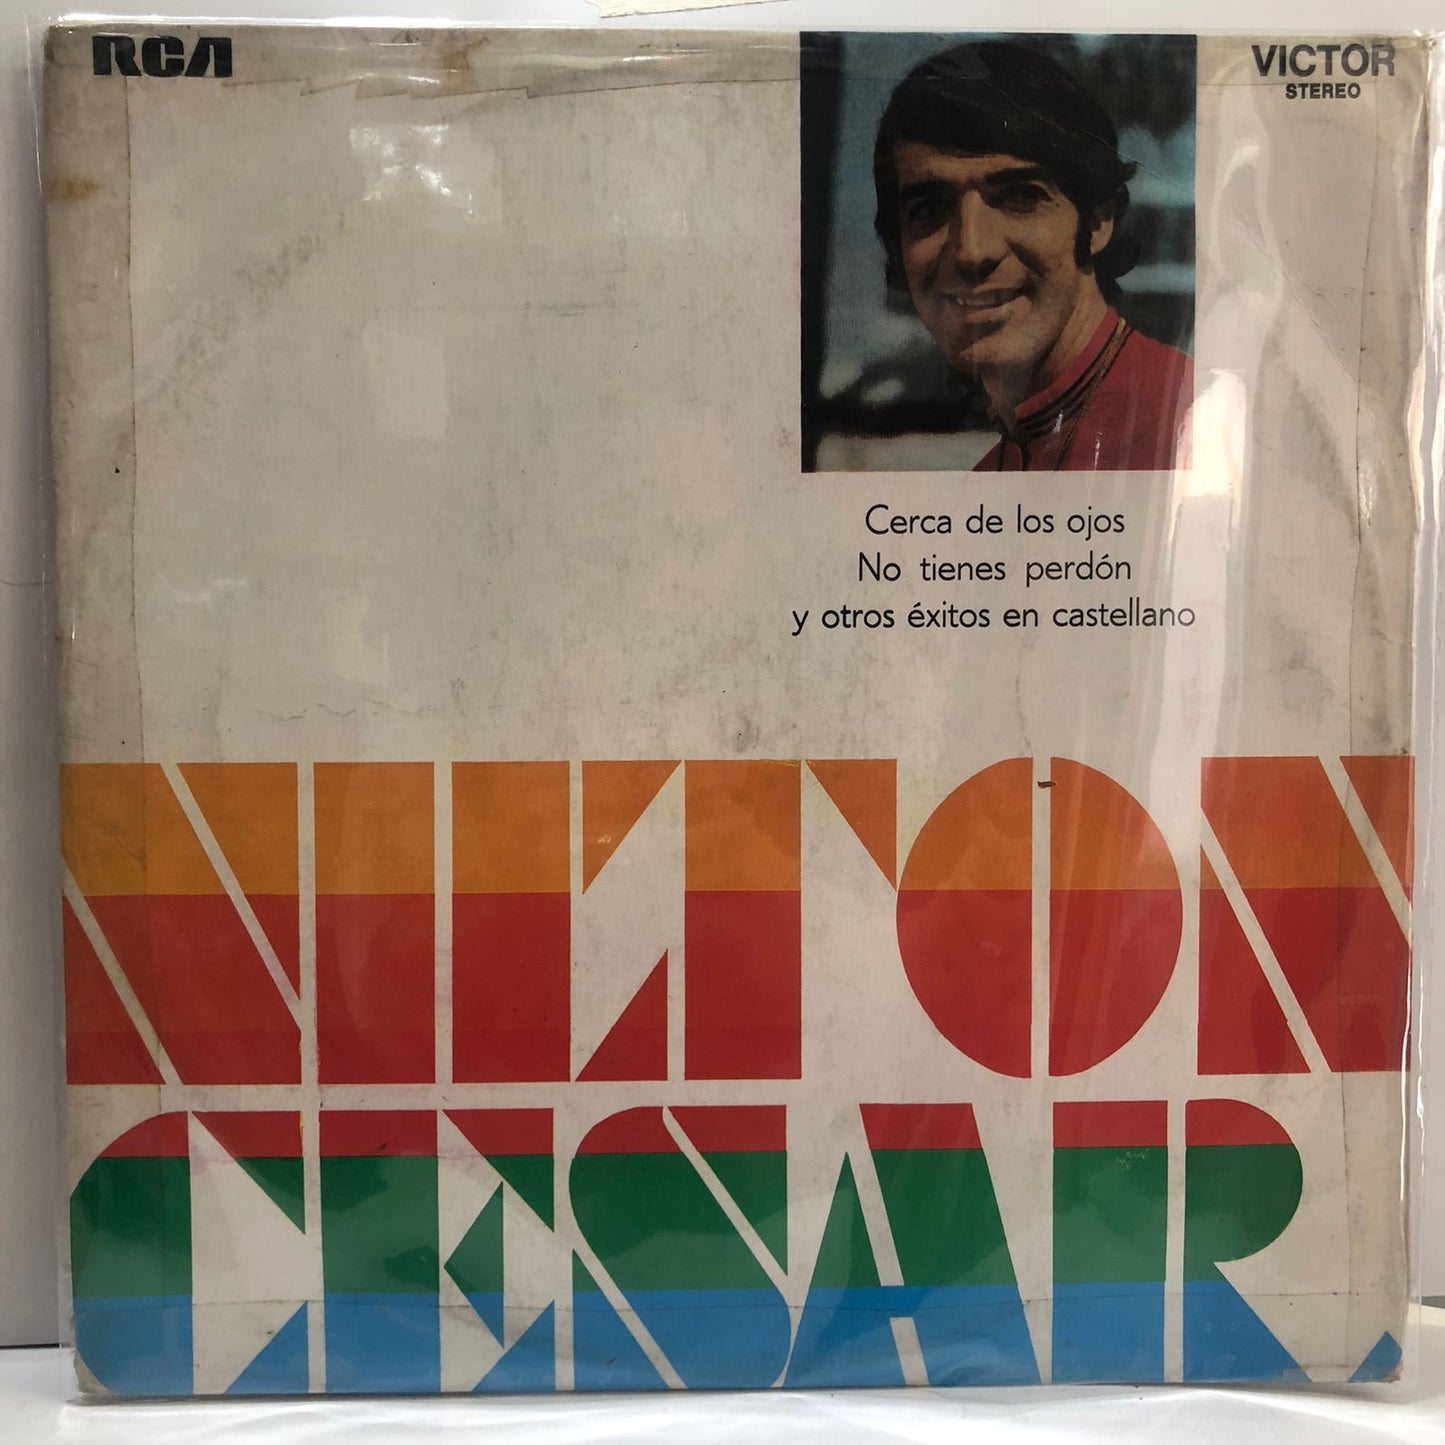 RCA
VICTOR
STEREO
Cerca de los ojos
No tienes perdón
y otros éxitos en castellano
NILTON
CESAR